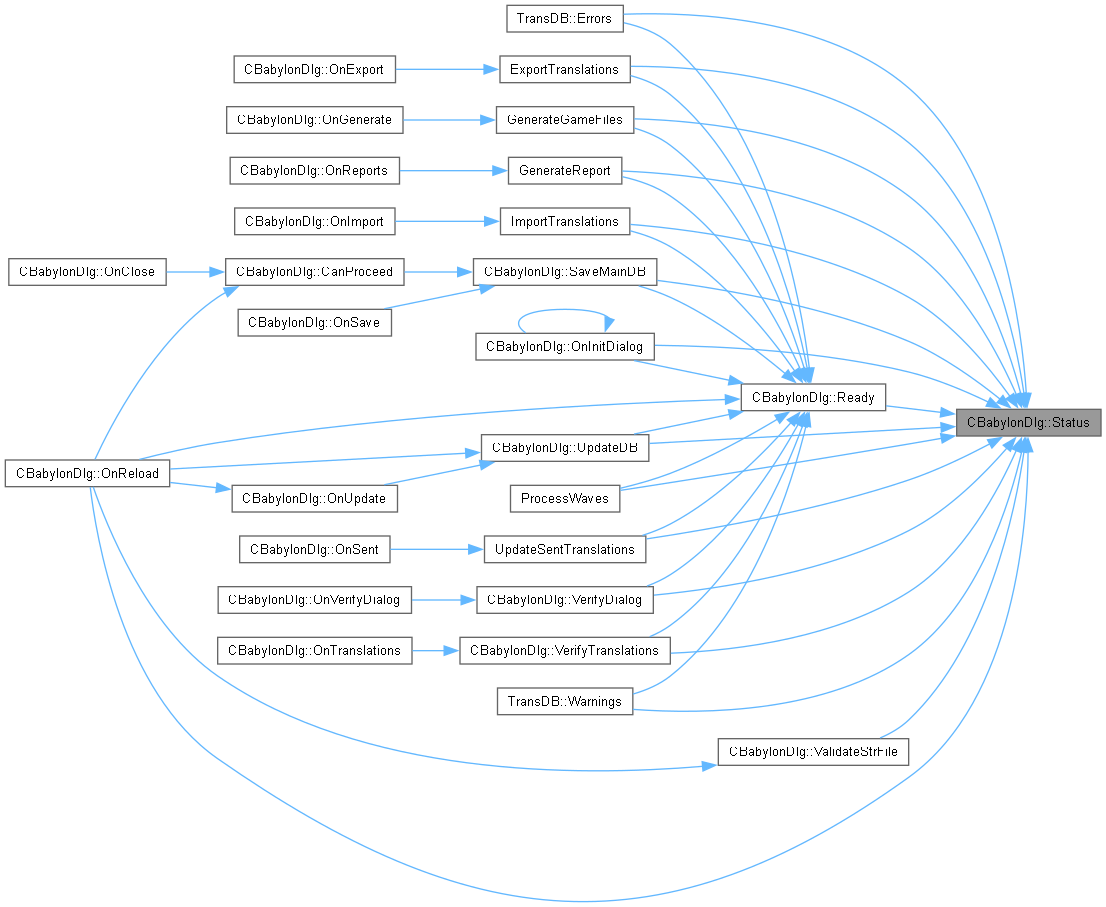 TransDB::Errors
CBabylonDlg::OnExport
ExportTranslations
CBabylonDlg::OnGenerate
GenerateGameFiles
CBabylonDlg::OnReports
GenerateReport
CBabylonDlg::OnImport
ImportTranslations
CBabylonDlg::OnClose
CBabylonDlg::CanProceed
CBabylonDlg::SaveMainDB
CBabylonDlg::OnSave
CBabylonDlg::OnInitDialog
CBabylonDlg::Ready
CBabylonDlg::Status
CBabylonDlg::UpdateDB
CBabylonDlg::OnReload
CBabylonDlg::OnUpdate
ProcessWaves
CBabylonDlg::OnSent
UpdateSentTranslations
CBabylonDlg::OnVerifyDialog
CBabylonDlg::VerifyDialog
CBabylonDlg::OnTranslations
CBabylonDlg::VerifyTranslations
TransDB::Warnings
CBabylonDlg::ValidateStrFile